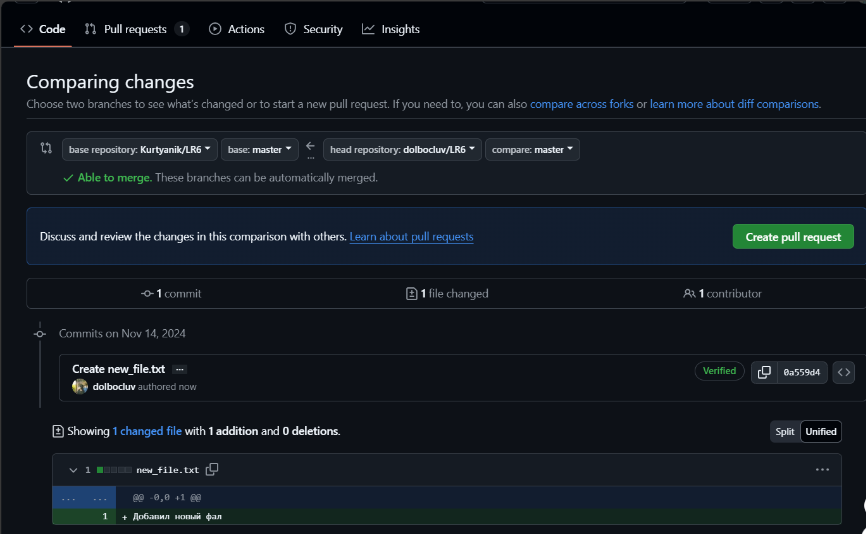 Code Pull requests 1 Actions Security Insights
Comparing changes
Choose two branches to see what's changed or to start a new pull request. If you need to, you can also compare across forks or learn more about diff comparisons.
base repository: Kurtyanik/LR6 base: master ... head repository: dolbocluv/LR6 compare: master
Able to merge. These branches can be automatically merged.
Discuss and review the changes in this comparison with others. Learn about pull requests
Create pull request
1 commit 1 file changed 1 contributor
Commits on Nov 14, 2024
Create new_file.txt ...
dolbocluv authored now
Verified 0a559d4
Showing 1 changed file with 1 addition and 0 deletions.
Split Unified
1 new_file.txt ...
... ... @@ -0,0 +1 @@
1 + Добавил новый фал